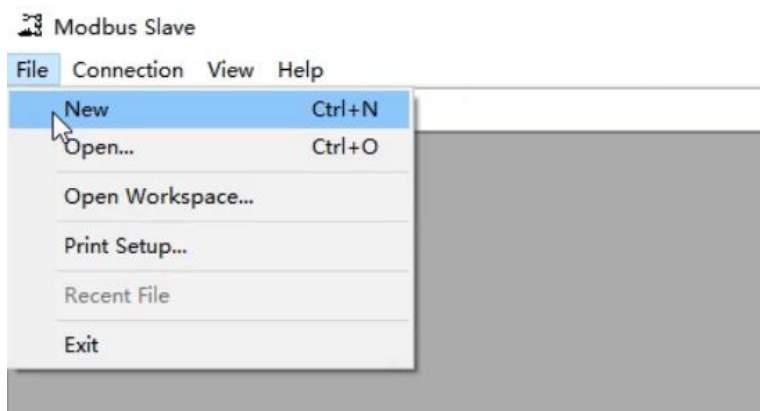 Modbus Slave
File Connection View Help
New Ctrl+N
Open... Ctrl+O
Open Workspace...
Print Setup...
Recent File
Exit